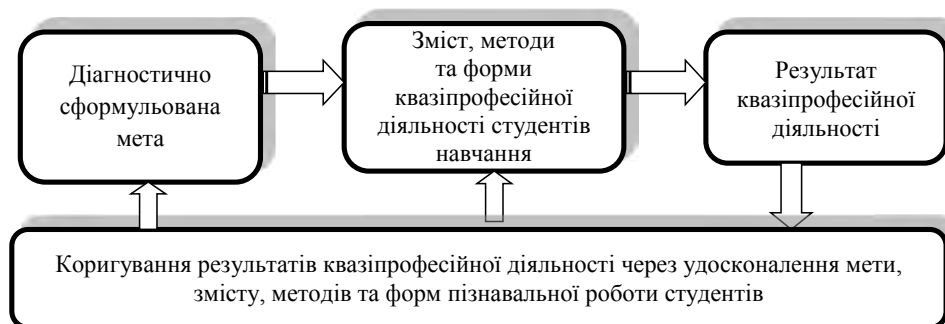 Діагностично
сформульована
мета
Зміст, методи
та форми
квазіпрофесійної
діяльності студентів
навчання
Результат
квазіпрофесійної
діяльності
Коригування результатів квазіпрофесійної діяльності через удосконалення мети,
змісту, методів та форм пізнавальної роботи студентів